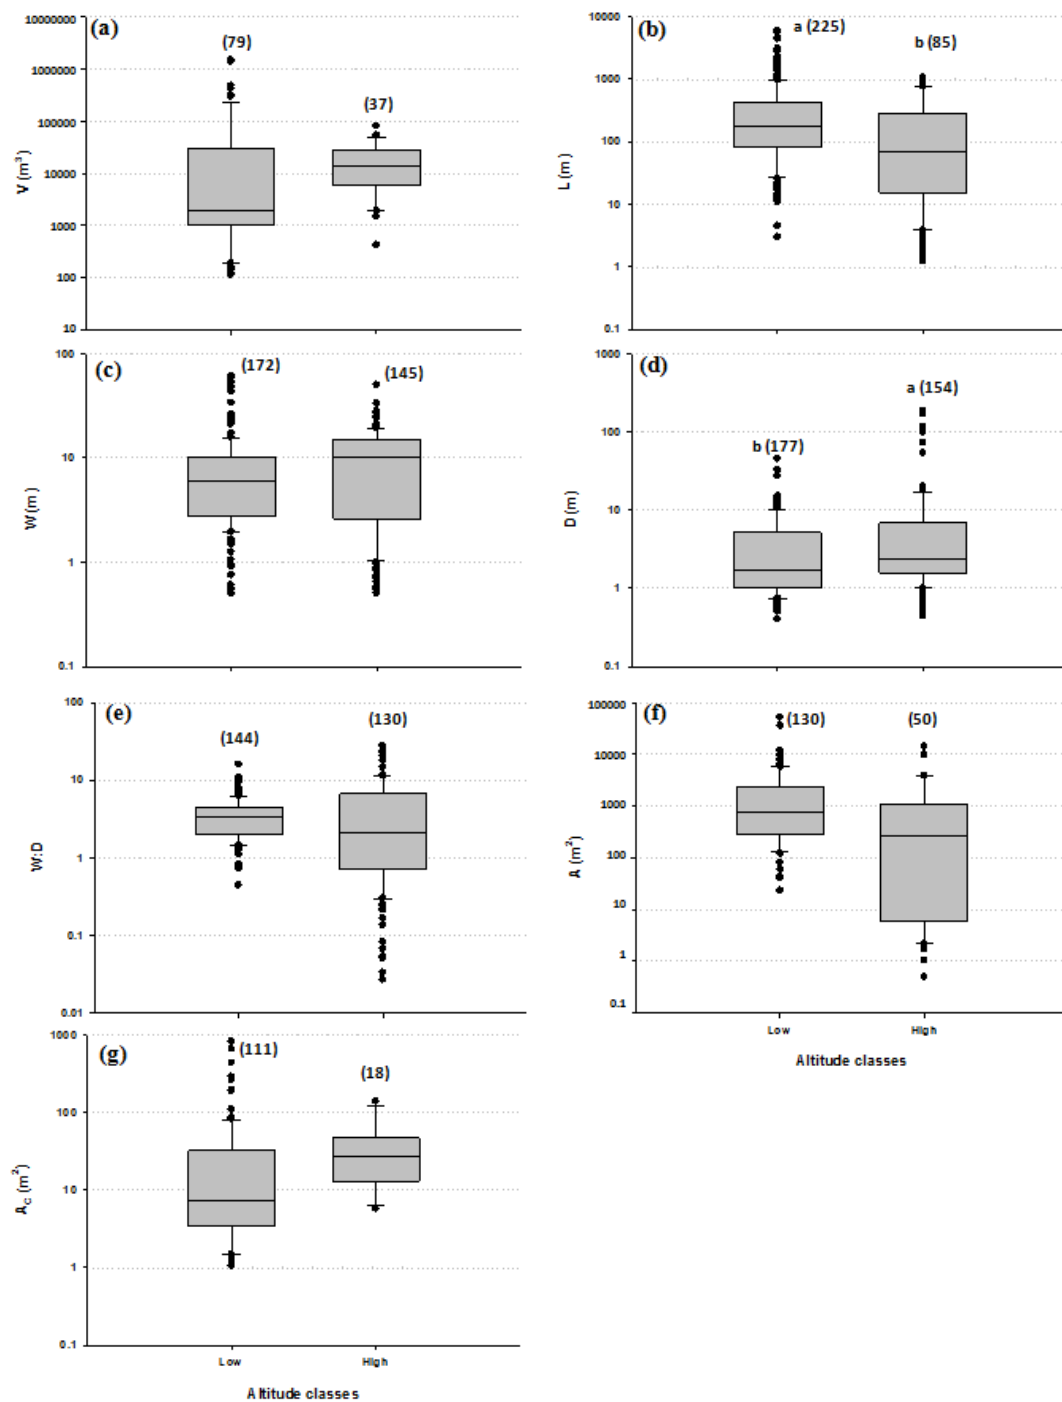 (a)
(79)
(37)
10000000
1000000
100000
10000
1000
100
10
V (m³)
(b)
a (225)
b (85)
10000
1000
100
10
1
0.1
L (m)
(c)
(172)
(145)
100
10
1
0.1
W(m)
(d)
b (177)
a (154)
1000
100
10
1
0.1
D (m)
(e)
(144)
(130)
100
10
1
0.1
0.01
W:D
(f)
(130)
(50)
100000
10000
1000
100
10
1
0.1
A (m²)
Low
High
Altitude classes
(g)
(111)
(18)
1000
100
10
1
0.1
A_C (m²)
Low
High
Altitude classes